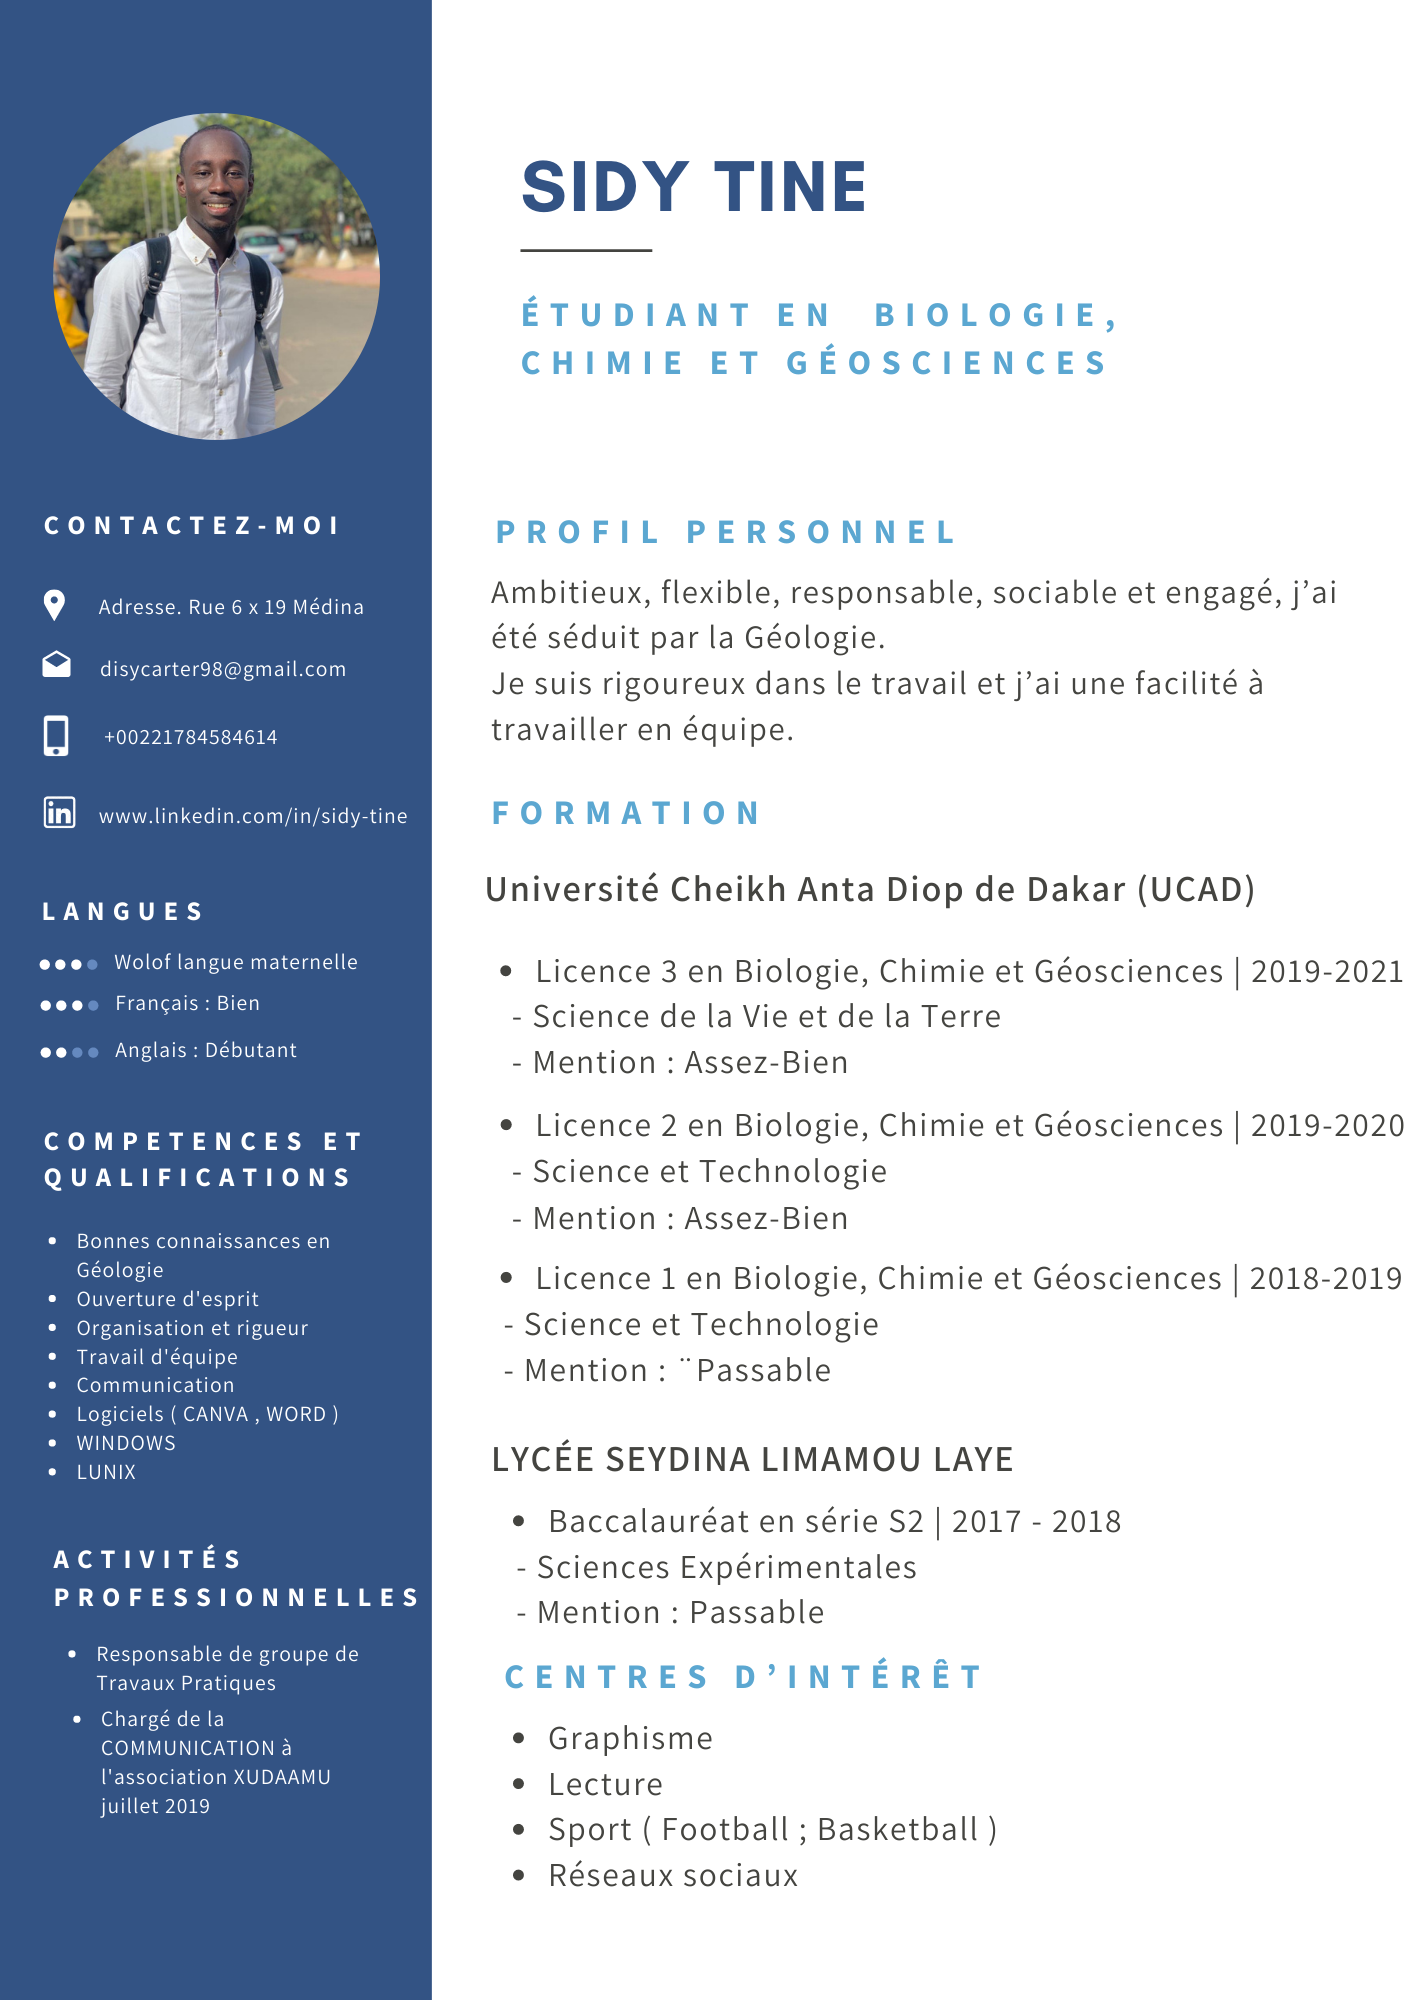 SIDY TINE
ÉTUDIANT EN BIOLOGIE,
CHIMIE ET GÉOSCIENCES
CONTACTEZ-MOI
Adresse. Rue 6 x 19 Médina
disycarter98@gmail.com
+00221784584614
www.linkedin.com/in/sidy-tine
LANGUES
Wolof langue maternelle
Français : Bien
Anglais : Débutant
COMPETENCES ET
QUALIFICATIONS
• Bonnes connaissances en
Géologie
• Ouverture d'esprit
• Organisation et rigueur
• Travail d'équipe
• Communication
• Logiciels ( CANVA , WORD )
• WINDOWS
• LUNIX
ACTIVITÉS
PROFESSIONNELLES
• Responsable de groupe de
Travaux Pratiques
• Chargé de la
COMMUNICATION à
l'association XUDAAMU
juillet 2019
PROFIL PERSONNEL
Ambitieux, flexible, responsable, sociable et engagé, j’ai
été séduit par la Géologie.
Je suis rigoureux dans le travail et j’ai une facilité à
travailler en équipe.
FORMATION
Université Cheikh Anta Diop de Dakar (UCAD)
• Licence 3 en Biologie, Chimie et Géosciences | 2019-2021
- Science de la Vie et de la Terre
- Mention : Assez-Bien
• Licence 2 en Biologie, Chimie et Géosciences | 2019-2020
- Science et Technologie
- Mention : Assez-Bien
• Licence 1 en Biologie, Chimie et Géosciences | 2018-2019
- Science et Technologie
- Mention : ¨Passable
LYCÉE SEYDINA LIMAMOU LAYE
• Baccalauréat en série S2 | 2017 - 2018
- Sciences Expérimentales
- Mention : Passable
CENTRES D’INTÉRÊT
• Graphisme
• Lecture
• Sport ( Football ; Basketball )
• Réseaux sociaux